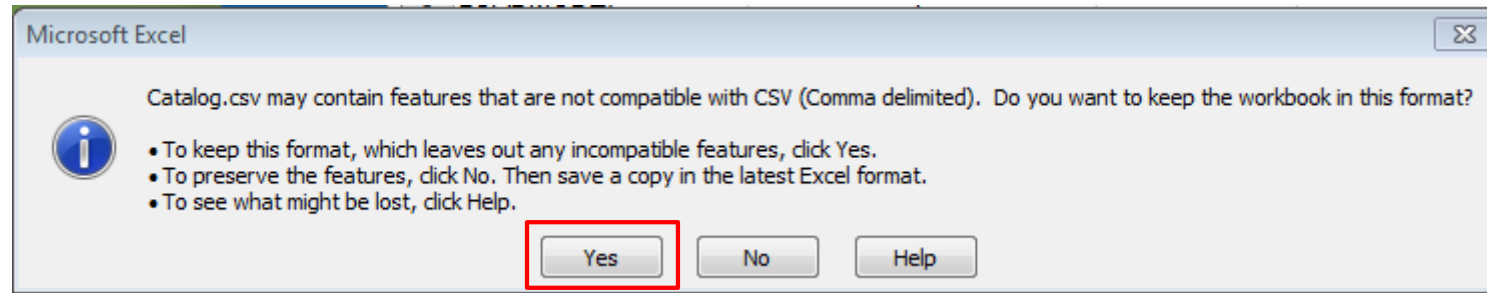 Microsoft Excel
Catalog.csv may contain features that are not compatible with CSV (Comma delimited).  Do you want to keep the workbook in this format?
• To keep this format, which leaves out any incompatible features, click Yes.
• To preserve the features, click No. Then save a copy in the latest Excel format.
• To see what might be lost, click Help.
Yes No Help